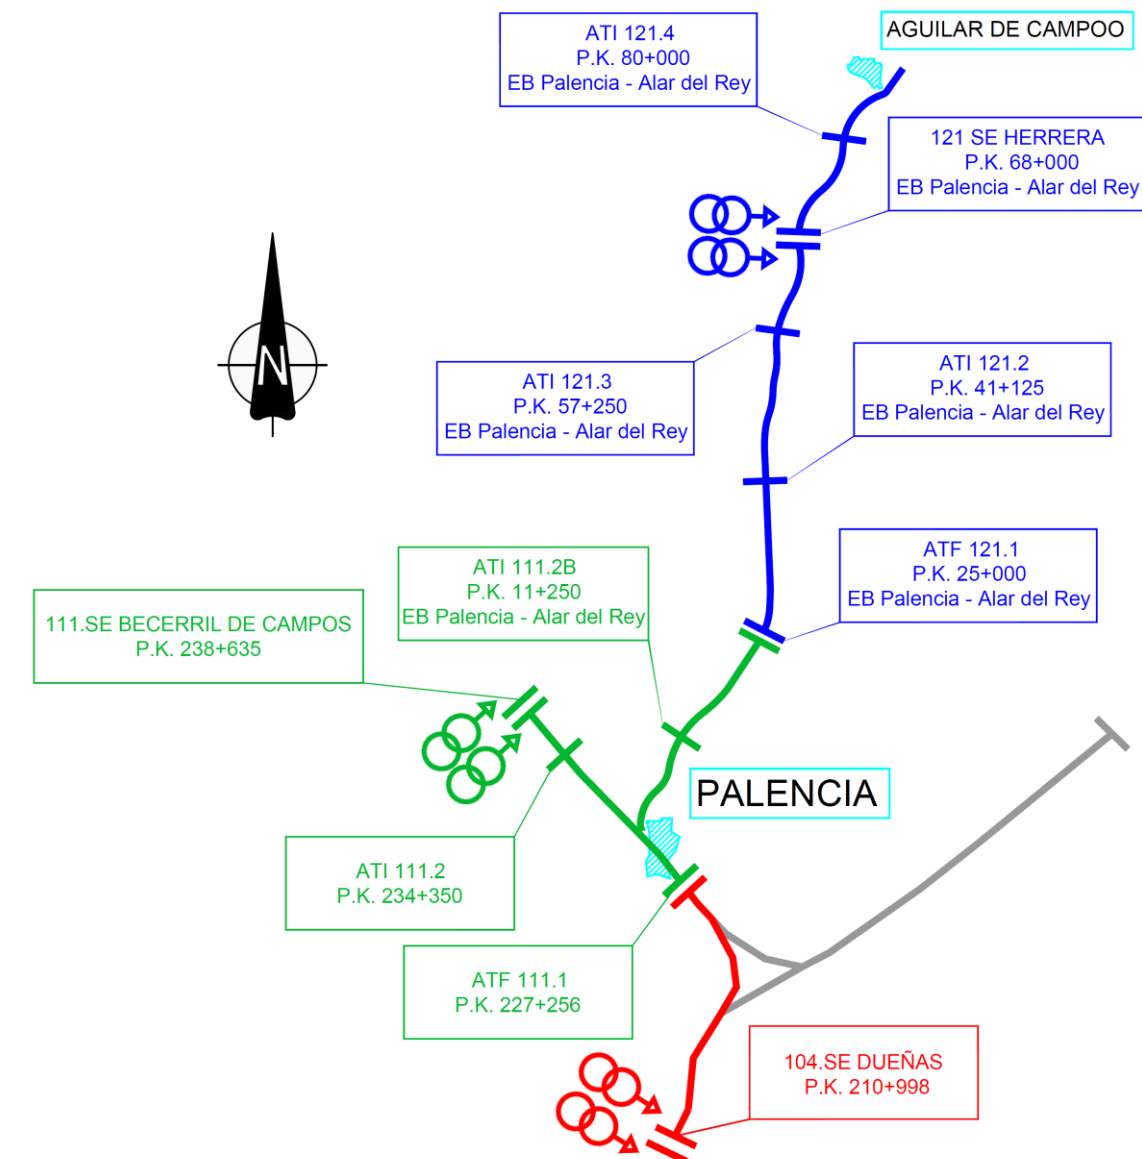 ATI 121.4
P.K. 80+000
EB Palencia - Alar del Rey
AGUILAR DE CAMPOO
121 SE HERRERA
P.K. 68+000
EB Palencia - Alar del Rey
N
ATI 121.3
P.K. 57+250
EB Palencia - Alar del Rey
ATI 121.2
P.K. 41+125
EB Palencia - Alar del Rey
ATF 121.1
P.K. 25+000
EB Palencia - Alar del Rey
ATI 111.2B
P.K. 11+250
EB Palencia - Alar del Rey
111.SE BECERRIL DE CAMPOS
P.K. 238+635
PALENCIA
ATI 111.2
P.K. 234+350
ATF 111.1
P.K. 227+256
104.SE DUEÑAS
P.K. 210+998